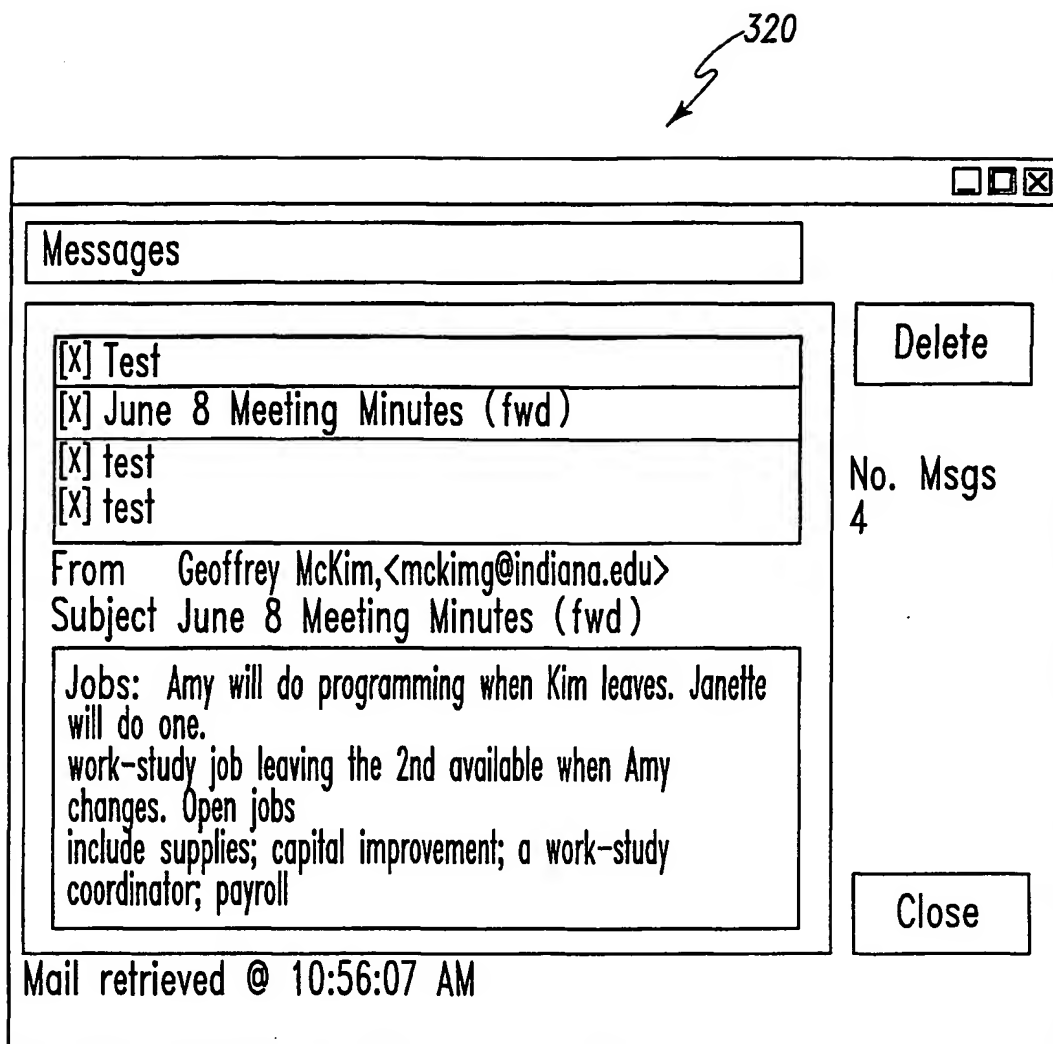 320
Messages
[X] Test
[X] June 8 Meeting Minutes (fwd)
[X] test
[X] test
Delete
No. Msgs
4
From Geoffrey McKim,<mckimg@indiana.edu>
Subject June 8 Meeting Minutes (fwd)
Jobs: Amy will do programming when Kim leaves. Janette
will do one.
work-study job leaving the 2nd available when Amy
changes. Open jobs
include supplies; capital improvement; a work-study
coordinator; payroll
Close
Mail retrieved @ 10:56:07 AM